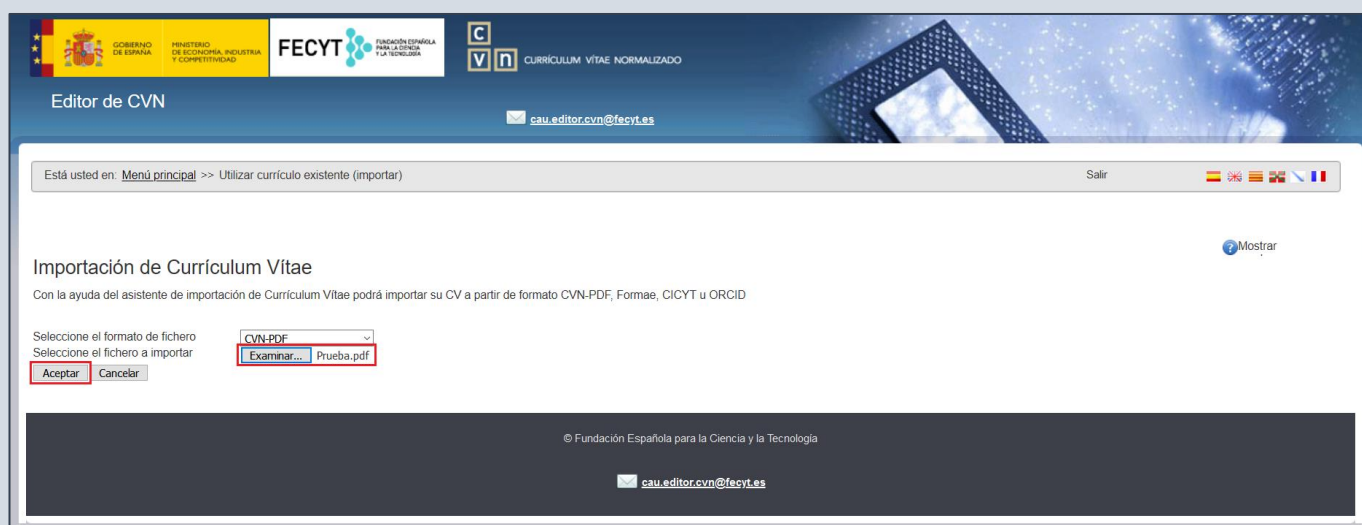 GOBIERNO
DE ESPAÑA
MINISTERIO
DE ECONOMÍA, INDUSTRIA
Y COMPETITIVIDAD
FECYT
FUNDACIÓN ESPAÑOLA
PARA LA CIENCIA
Y LA TECNOLOGÍA
C
V n
CURRÍCULUM VÍTAE NORMALIZADO
Editor de CVN
cau.editor.cvn@fecyt.es
Está usted en: Menú principal >> Utilizar currículo existente (importar)
Salir
?Mostrar
Importación de Currículum Vítae
Con la ayuda del asistente de importación de Currículum Vítae podrá importar su CV a partir de formato CVN-PDF, Formae, CICYT u ORCID
Seleccione el formato de fichero
CVN-PDF
Seleccione el fichero a importar
Examinar... Prueba.pdf
Aceptar Cancelar
© Fundación Española para la Ciencia y la Tecnología
cau.editor.cvn@fecyt.es